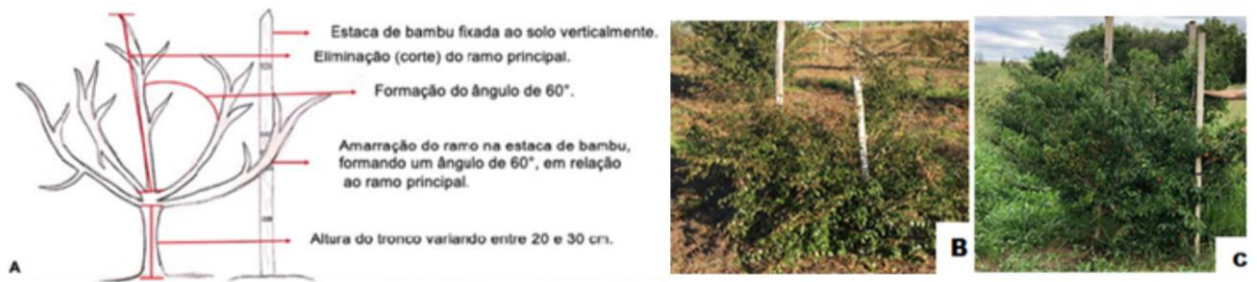 Estaca de bambu fixada ao solo verticalmente.
Eliminação (corte) do ramo principal.
Formação do ângulo de 60°.
Amarração do ramo na estaca de bambu,
formando um ângulo de 60°, em relação
ao ramo principal.
Altura do tronco variando entre 20 e 30 cm.
A
B
C